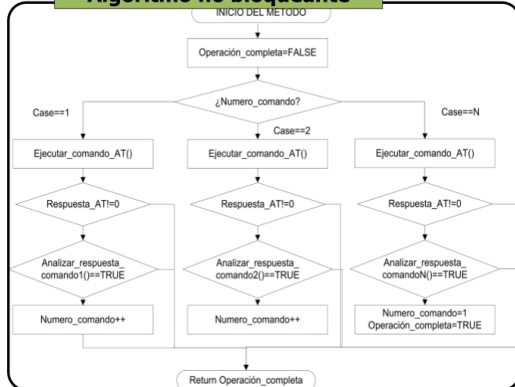 Algoritmo no bloqueante
INICIO DEL METODO
Operación_completa=FALSE
¿Numero_comando?
Case==1
Case==2
Case==N
Ejecutar_comando_AT()
Ejecutar_comando_AT()
Ejecutar_comando_AT()
Respuesta_AT!=0
Respuesta_AT!=0
Respuesta_AT!=0
Analizar_respuesta_
comando1()==TRUE
Analizar_respuesta_
comando2()==TRUE
Analizar_respuesta_
comandoN()==TRUE
Numero_comando++
Numero_comando++
Numero_comando=1
Operación_completa=TRUE
Return Operación_completa